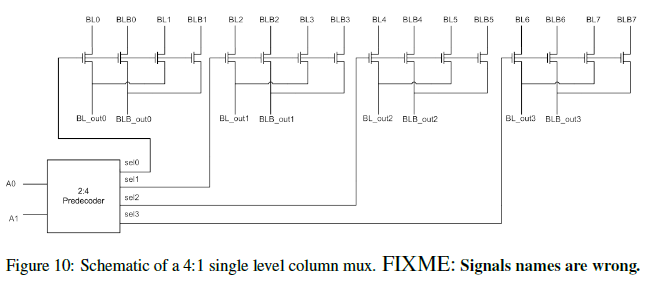 BL0 BLB0 BL1 BLB1 BL2 BLB2 BL3 BLB3 BL4 BLB4 BL5 BLB5 BL6 BLB6 BL7 BLB7
BL_out0 BLB_out0 BL_out1 BLB_out1 BL_out2 BLB_out2 BL_out3 BLB_out3
sel0
sel1
A0
2:4
Predecoder
sel2
sel3
A1
Figure 10: Schematic of a 4:1 single level column mux. FIXME: Signals names are wrong.